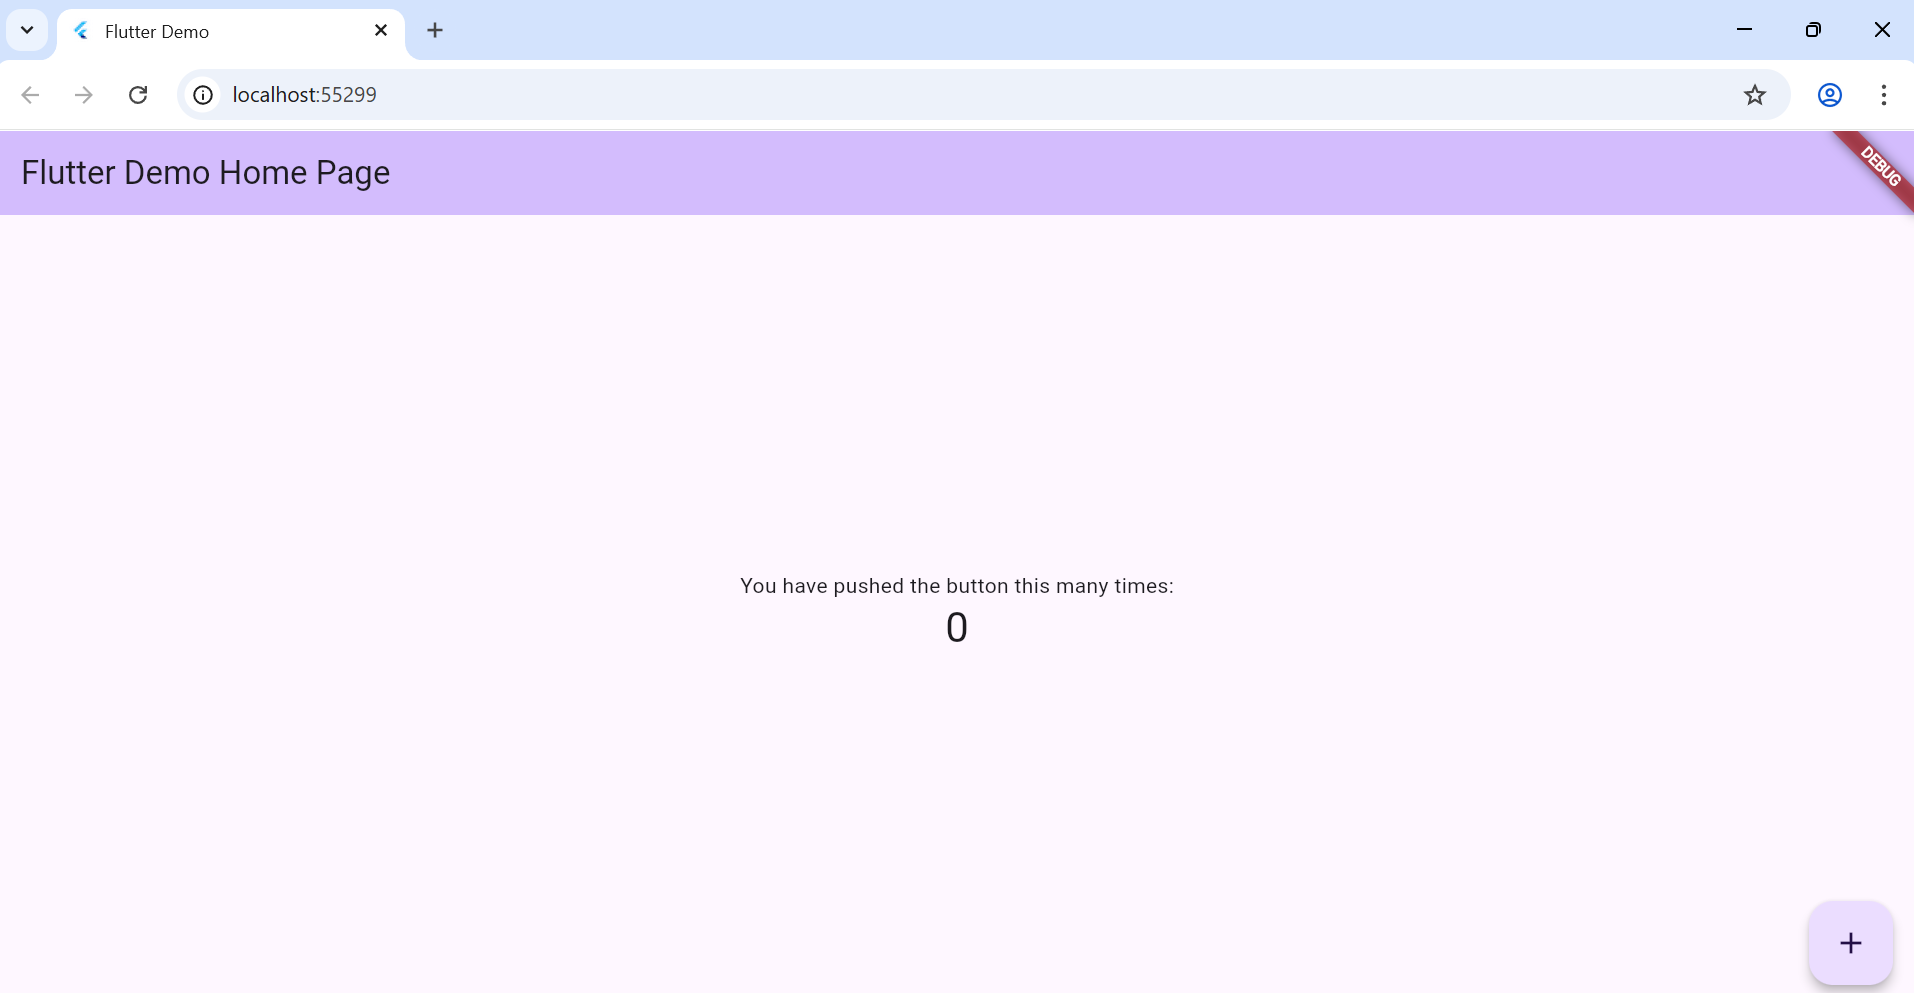 Flutter Demo
localhost:55299
Flutter Demo Home Page
DEBUG
You have pushed the button this many times:
0